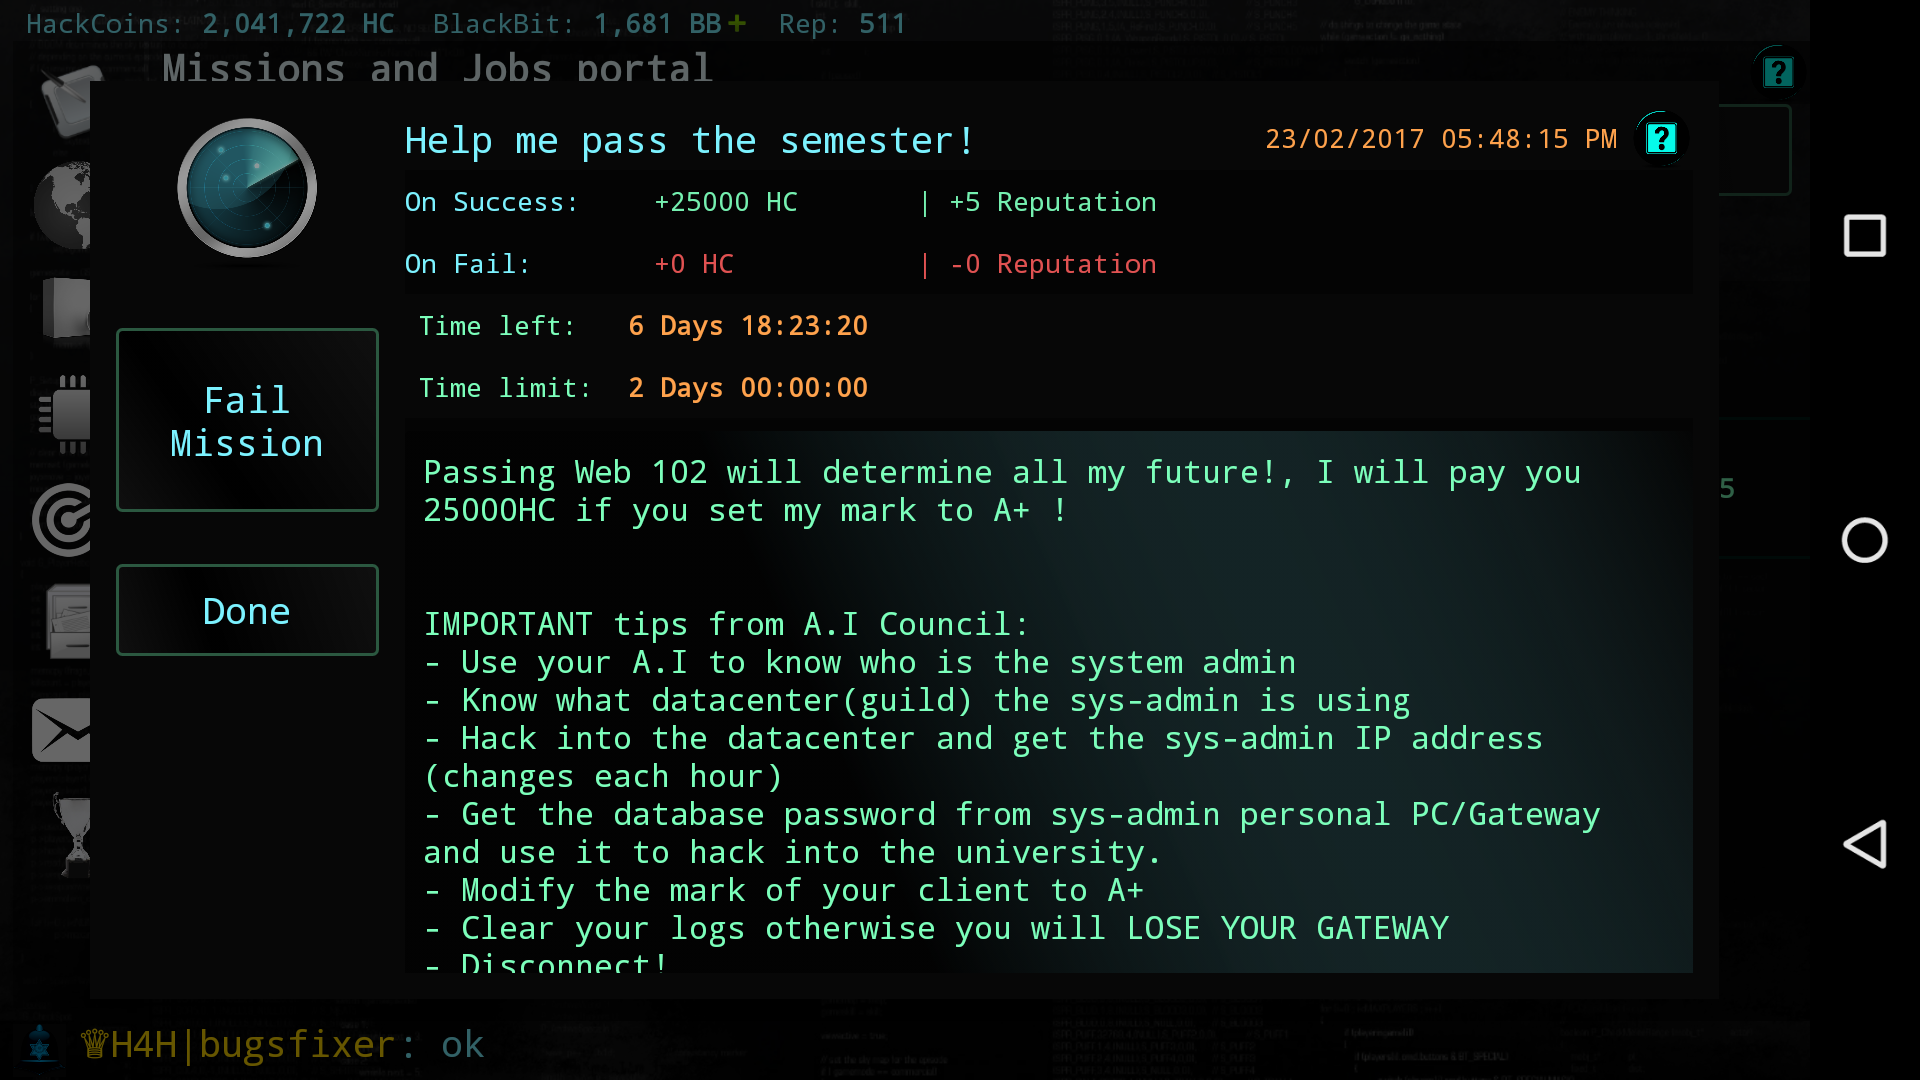 HackCoins: 2,041,722 HC BlackBit: 1,681 BB+ Rep: 511
Missions and Jobs portal
?
Help me pass the semester!
23/02/2017 05:48:15 PM
?
On Success: +25000 HC | +5 Reputation
On Fail: +0 HC | -0 Reputation
Time left: 6 Days 18:23:20
Time limit: 2 Days 00:00:00
Fail
Mission
Done
Passing Web 102 will determine all my future!, I will pay you
25000HC if you set my mark to A+ !
5
IMPORTANT tips from A.I Council:
- Use your A.I to know who is the system admin
- Know what datacenter(guild) the sys-admin is using
- Hack into the datacenter and get the sys-admin IP address
(changes each hour)
- Get the database password from sys-admin personal PC/Gateway
and use it to hack into the university.
- Modify the mark of your client to A+
- Clear your logs otherwise you will LOSE YOUR GATEWAY
- Disconnect!
♛H4H|bugsfixer: ok